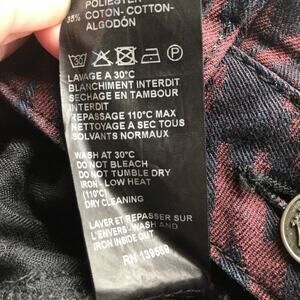 POLIESTER
35% COTON-COTTON-
ALGODÓN
LAVAGE A 30°C
BLANCHIMENT INTERDIT
SECHAGE EN TAMBOUR
INTERDIT
REPASSAGE 110°C MAX
NETTOYAGE A SEC TOUS
SOLVANTS NORMAUX
WASH AT 30°C
DO NOT BLEACH
DO NOT TUMBLE DRY
IRON - LOW HEAT
(110°C)
DRY CLEANING
LAVER ET REPASSER SUR
L'ENVERS - WASH AND
IRON INSIDE OUT